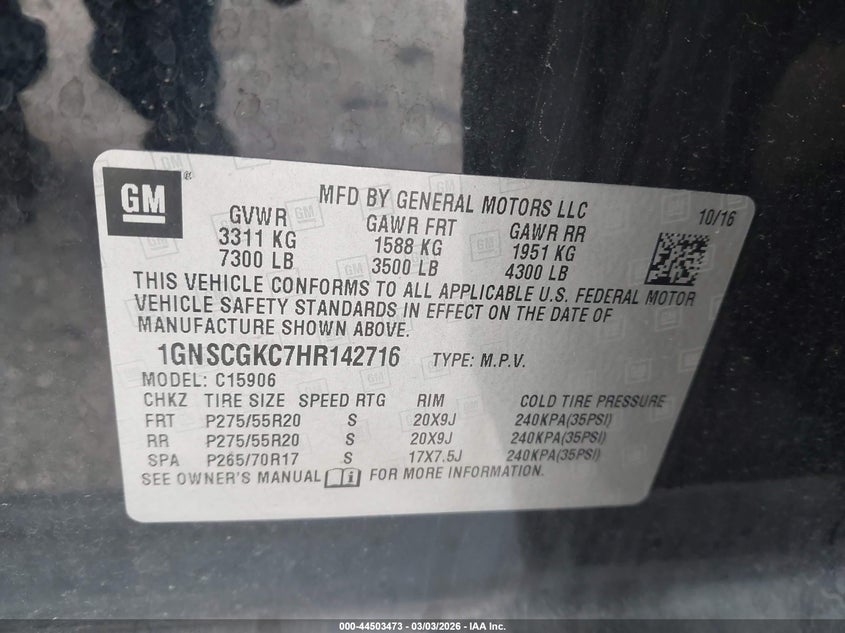 GM ® MFD BY GENERAL MOTORS LLC 10/16
GVWR GAWR FRT GAWR RR
3311 KG 1588 KG 1951 KG
7300 LB 3500 LB 4300 LB
THIS VEHICLE CONFORMS TO ALL APPLICABLE U.S. FEDERAL MOTOR
VEHICLE SAFETY STANDARDS IN EFFECT ON THE DATE OF
MANUFACTURE SHOWN ABOVE.
1GNSCGKC7HR142716 TYPE: M.P.V.
MODEL: C15906
CHKZ TIRE SIZE SPEED RTG RIM COLD TIRE PRESSURE
FRT P275/55R20 S 20X9J 240KPA(35PSI)
RR P275/55R20 S 20X9J 240KPA(35PSI)
SPA P265/70R17 S 17X7.5J 240KPA(35PSI)
SEE OWNER'S MANUAL FOR MORE INFORMATION.
000-44503473 - 03/03/2026 - IAA Inc.